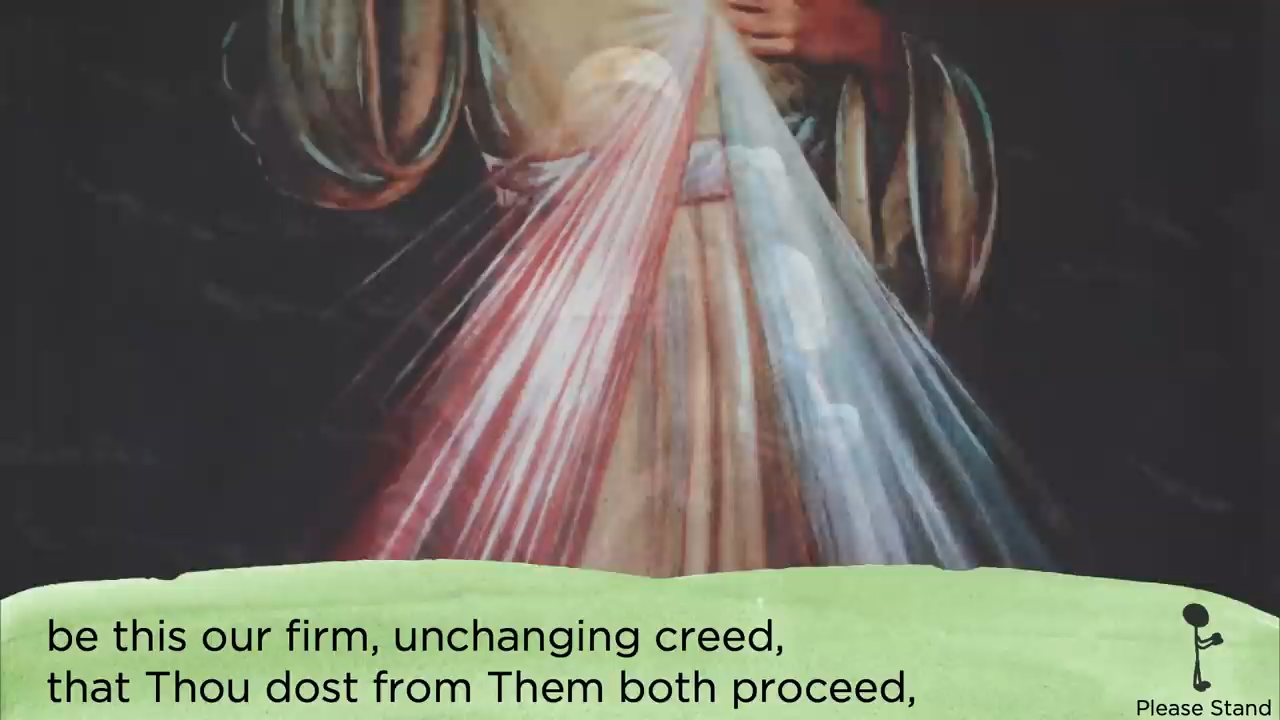 be this our firm, unchanging creed,
that Thou dost from Them both proceed,
Please Stand